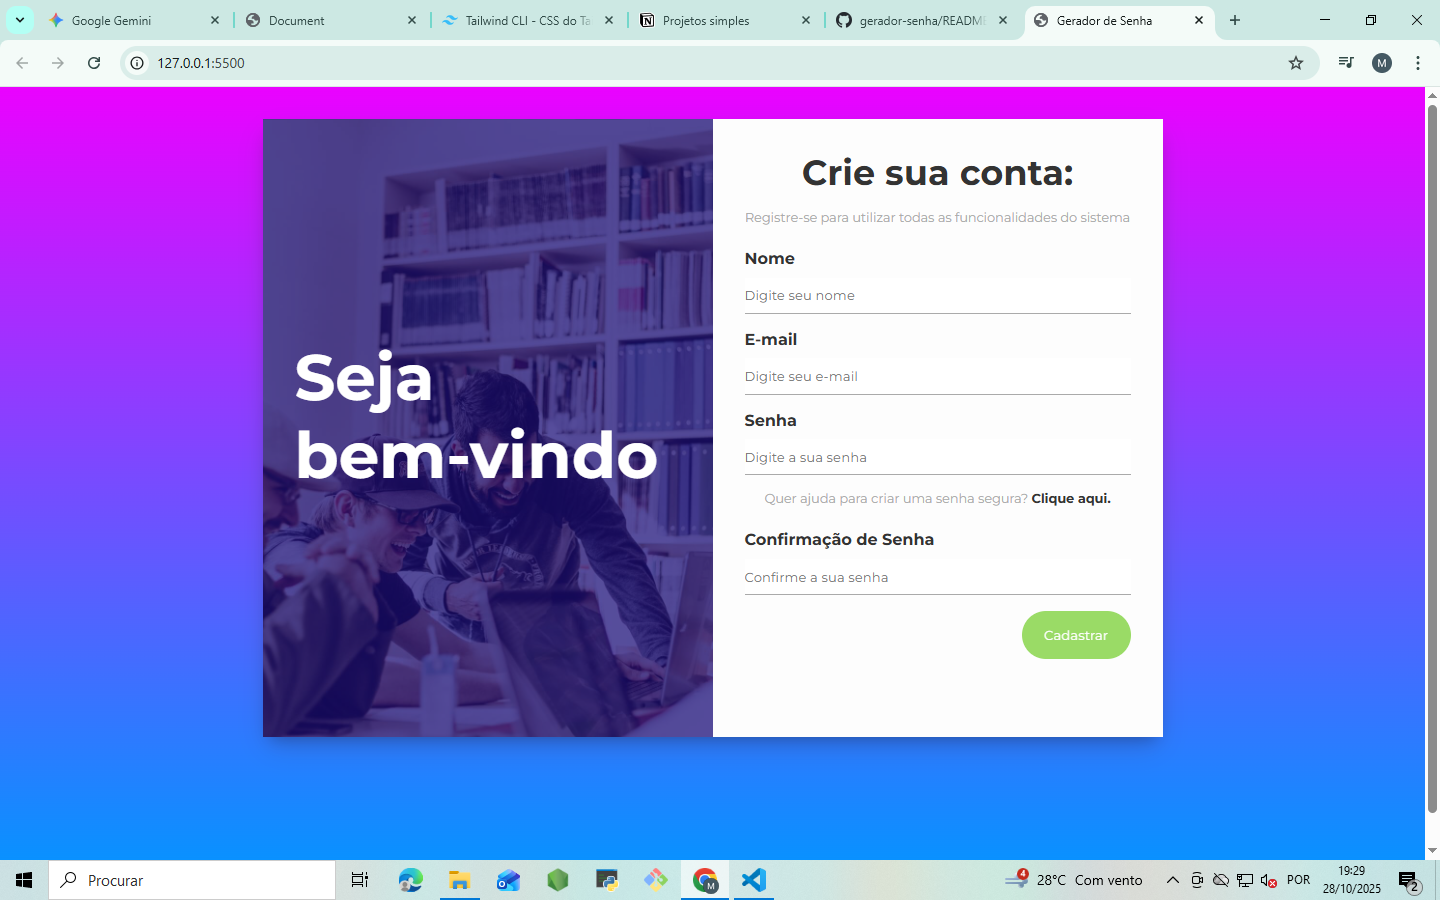 Google Gemini
Document
Tailwind CLI - CSS do Ta
Projetos simples
gerador-senha/README
Gerador de Senha
127.0.0.1:5500
M
Seja
bem-vindo
Crie sua conta:
Registre-se para utilizar todas as funcionalidades do sistema
Nome
Digite seu nome
E-mail
Digite seu e-mail
Senha
Digite a sua senha
Quer ajuda para criar uma senha segura? Clique aqui.
Confirmação de Senha
Confirme a sua senha
Cadastrar
Procurar
M
4
28°C Com vento
POR
19:29
28/10/2025
2